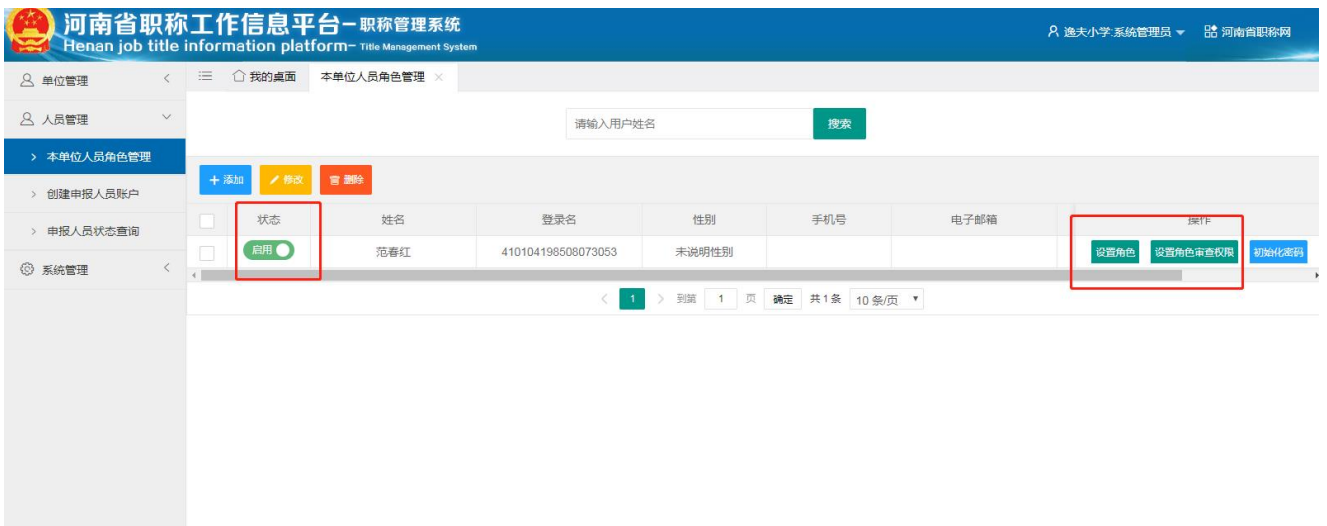 河南省职称工作信息平台-职称管理系统
Henan job title information platform- Title Management System
逸夫小学:系统管理员
河南省职称网
单位管理
我的桌面
本单位人员角色管理
人员管理
请输入用户姓名
搜索
本单位人员角色管理
创建申报人员账户
申报人员状态查询
系统管理
添加
修改
删除
状态 姓名 登录名 性别 手机号 电子邮箱 操作
启用 范春红 410104198508073053 未说明性别 设置角色 设置角色审查权限 初始化密码
1 到第 1 页 确定 共1条 10 条/页